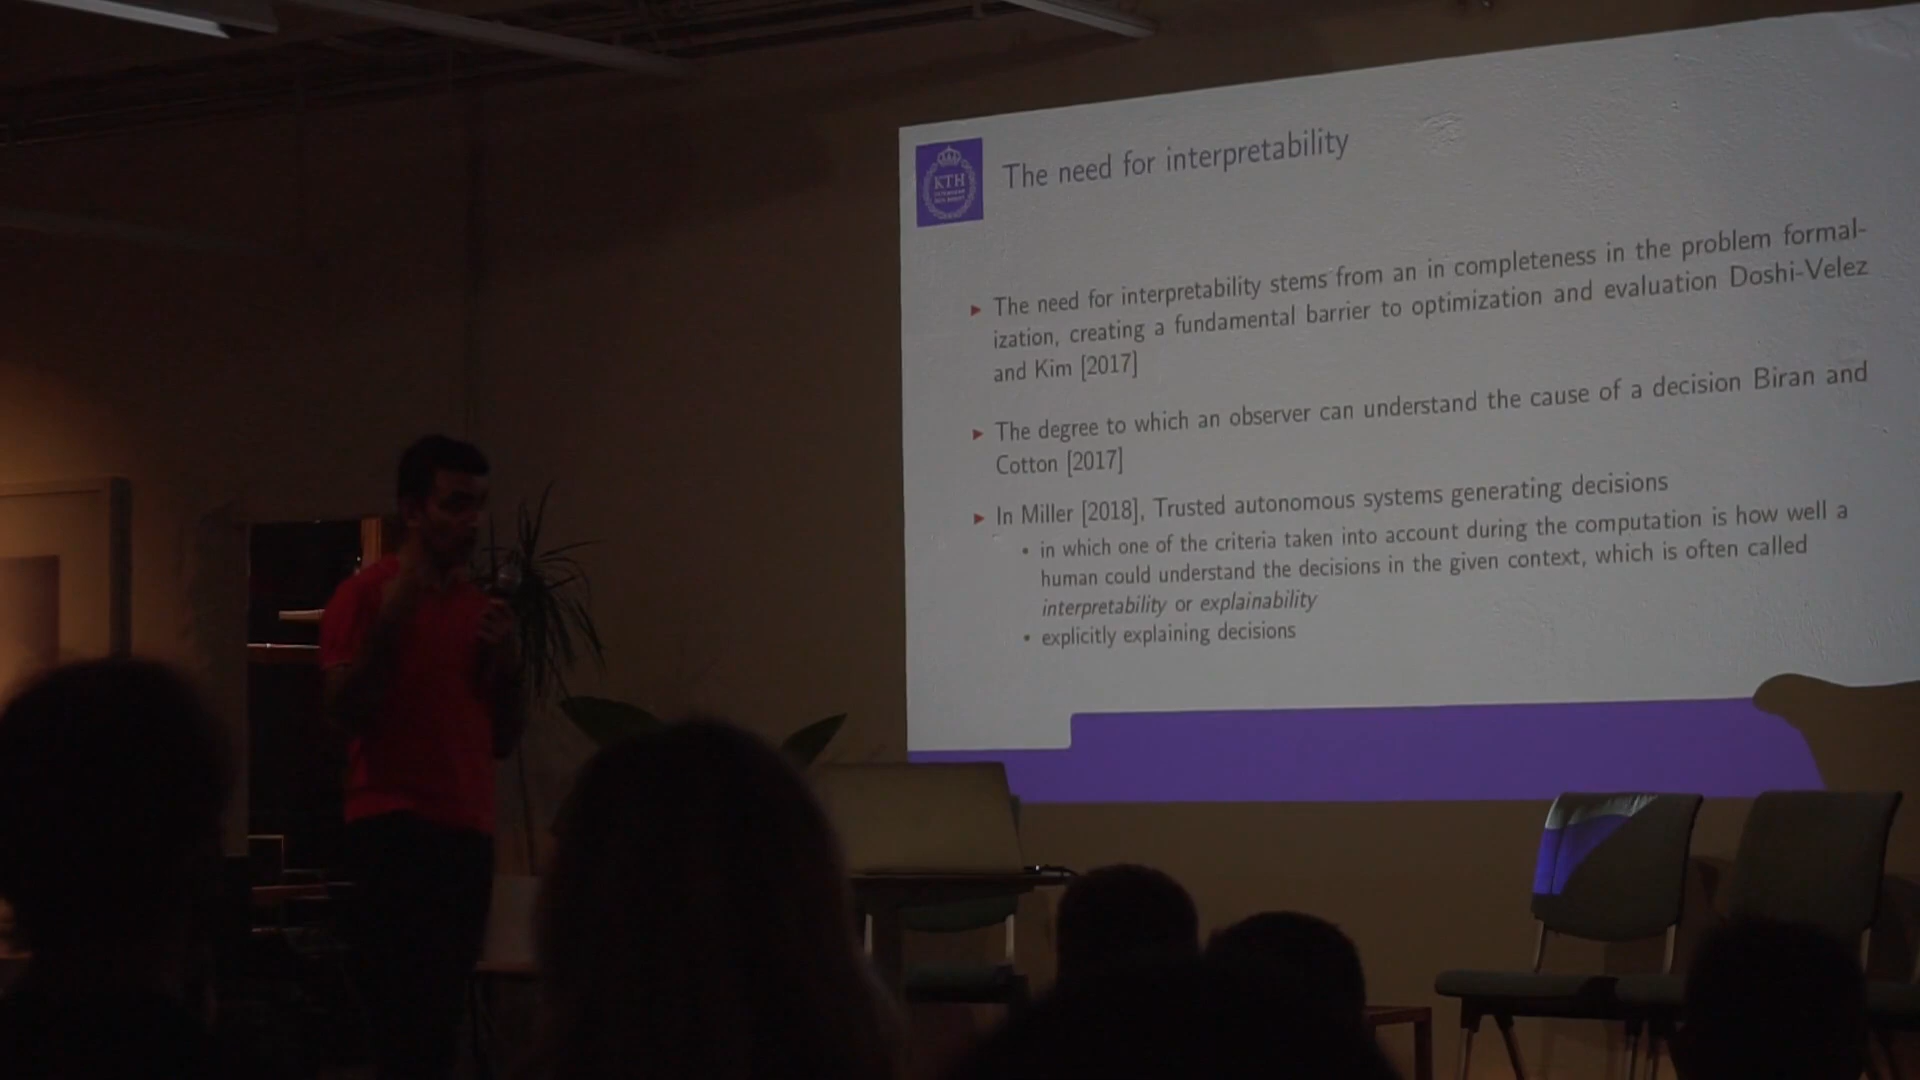 KTH
The need for interpretability
▶ The need for interpretability stems from an in completeness in the problem formal-
ization, creating a fundamental barrier to optimization and evaluation Doshi-Velez
and Kim [2017]
▶ The degree to which an observer can understand the cause of a decision Biran and
Cotton [2017]
▶ In Miller [2018], Trusted autonomous systems generating decisions
• in which one of the criteria taken into account during the computation is how well a
human could understand the decisions in the given context, which is often called
interpretability or explainability
• explicitly explaining decisions